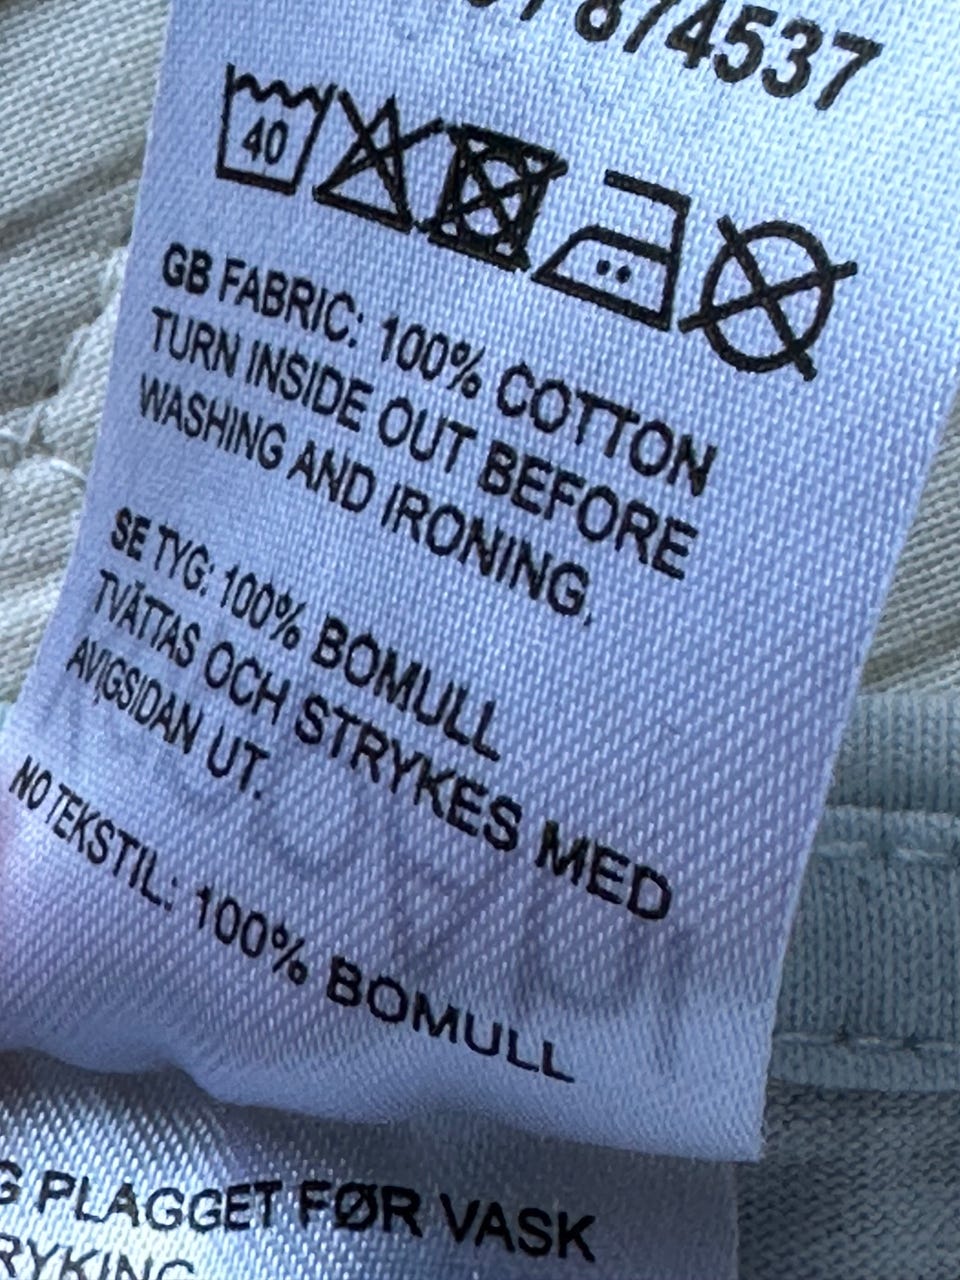 874537
40
GB FABRIC: 100% COTTON
TURN INSIDE OUT BEFORE
WASHING AND IRONING.
SE TYG: 100% BOMULL
TVÄTTAS OCH STRYKES MED
AVIGSIDAN UT.
NO TEKSTIL: 100% BOMULL
G PLAGGET FØR VASK
RYKING